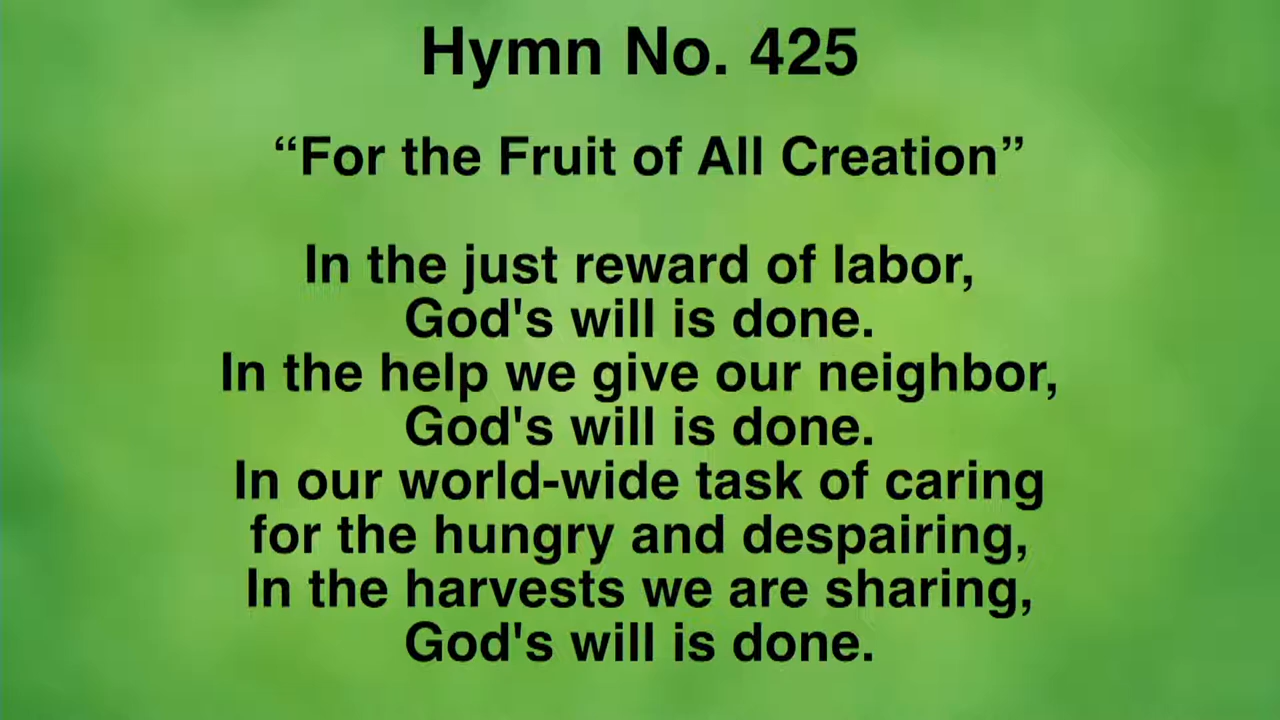 Hymn No. 425
“For the Fruit of All Creation”
In the just reward of labor,
God's will is done.
In the help we give our neighbor,
God's will is done.
In our world-wide task of caring
for the hungry and despairing,
In the harvests we are sharing,
God's will is done.